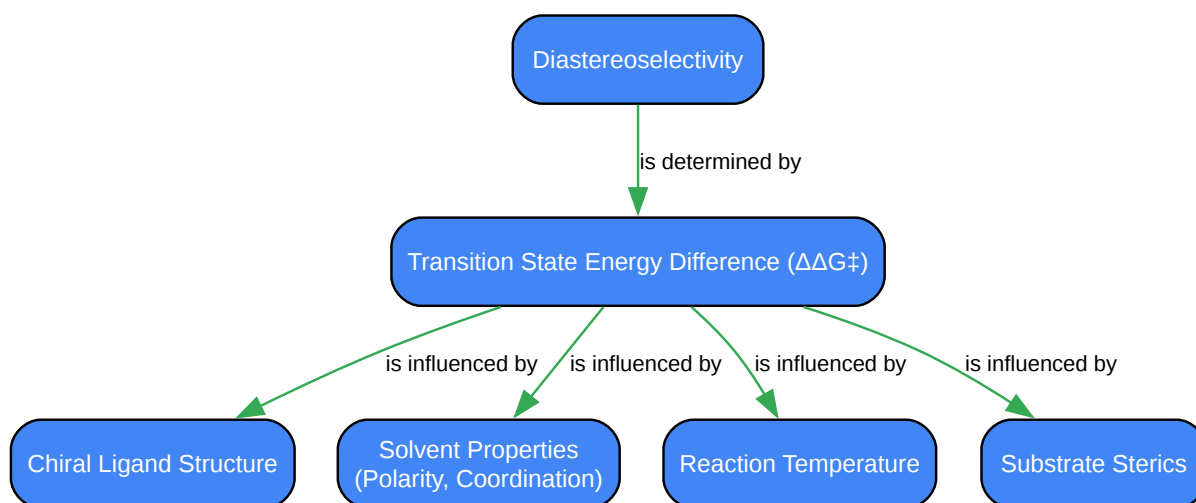 Diastereoselectivity
is determined by
Transition State Energy Difference (ΔΔG‡)
is influenced by
is influenced by
is influenced by
is influenced by
Chiral Ligand Structure
Solvent Properties
(Polarity, Coordination)
Reaction Temperature
Substrate Sterics